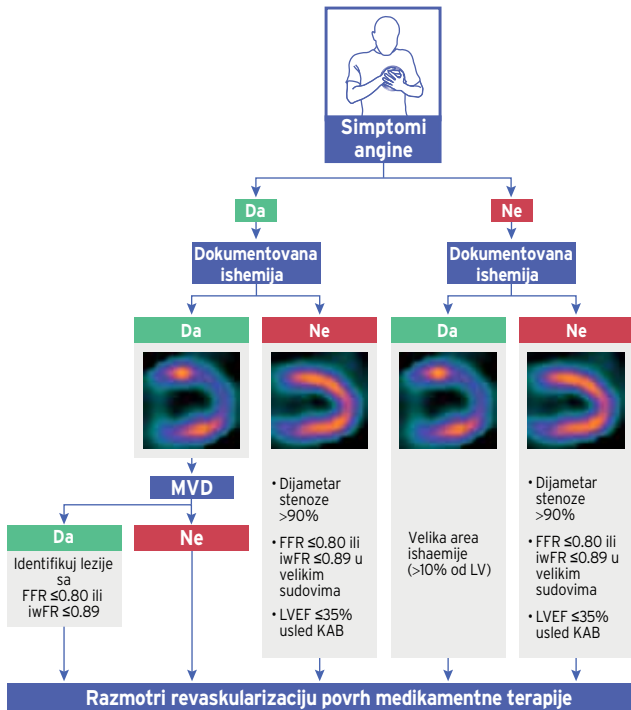 Simptomi
angine
Da
Ne
Dokumentovana
ishemija
Dokumentovana
ishemija
Da
Ne
Da
Ne
MVD
Da
Ne
Identifikuj lezije
sa
FFR ≤0.80 ili
iwFR ≤0.89
• Dijametar
stenoze
>90%
• FFR ≤0.80 ili
iwFR ≤0.89 u
velikim
sudovima
• LVEF ≤35%
usled KAB
Velika area
ishaemije
(>10% od LV)
• Dijametar
stenoze
>90%
• FFR ≤0.80 ili
iwFR ≤0.89 u
velikim
sudovima
• LVEF ≤35%
usled KAB
Razmotri revaskularizaciju povrh medikamentne terapije